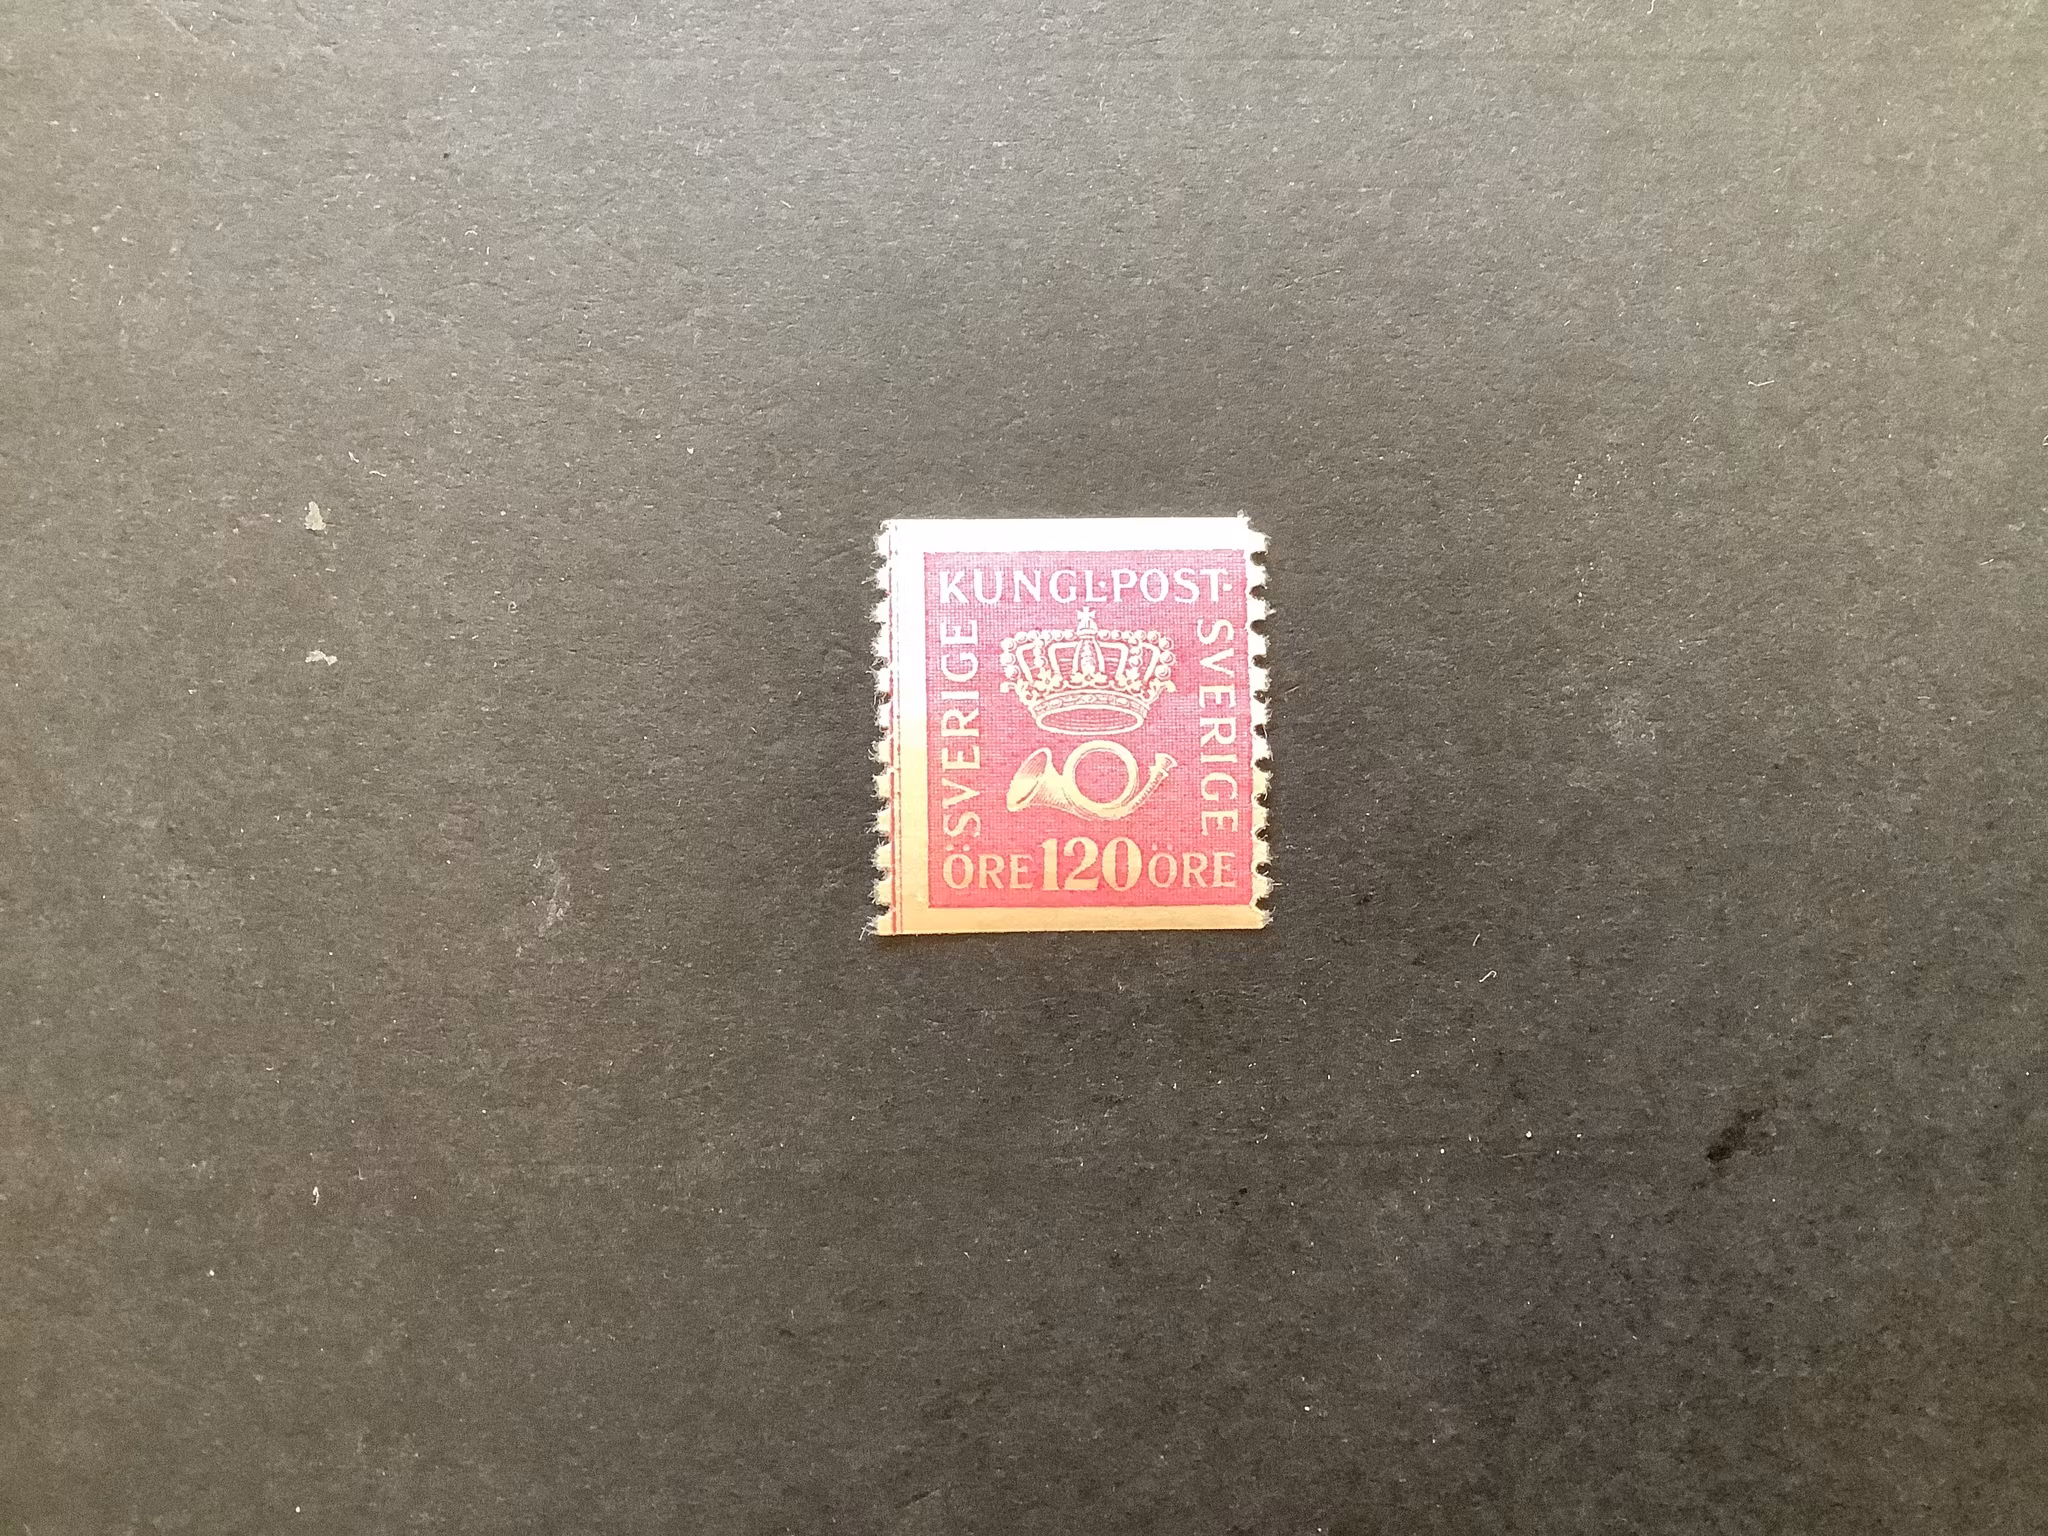 KUNGL·POST·
SVERIGE
SVERIGE
ÖRE 120 ÖRE